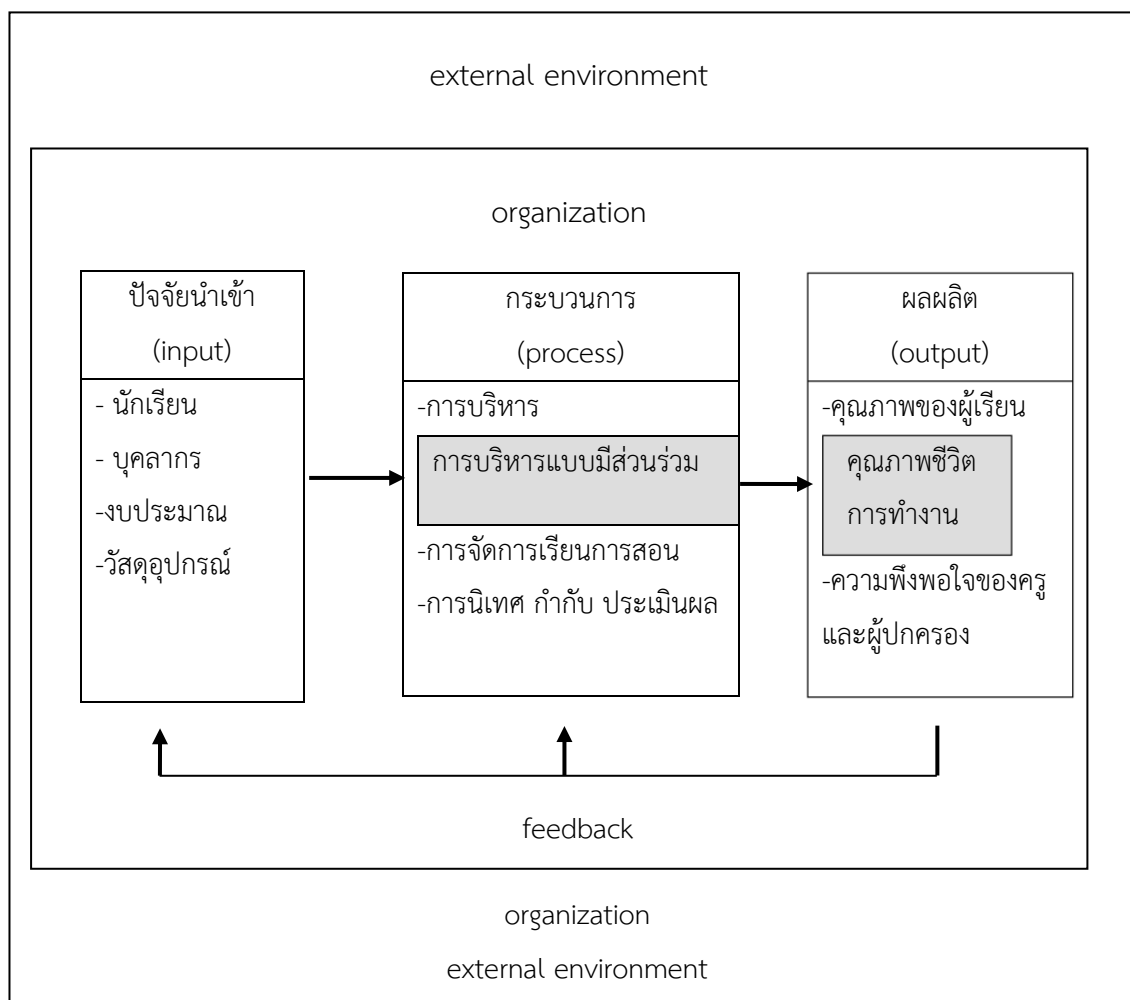 external environment
organization
ปัจจัยนำเข้า
(input)
- นักเรียน
- บุคลากร
-งบประมาณ
-วัสดุอุปกรณ์
กระบวนการ
(process)
-การบริหาร
การบริหารแบบมีส่วนร่วม
-การจัดการเรียนการสอน
-การนิเทศ กำกับ ประเมินผล
ผลผลิต
(output)
-คุณภาพของผู้เรียน
คุณภาพชีวิต
การทำงาน
-ความพึงพอใจของครู
และผู้ปกครอง
feedback
organization
external environment